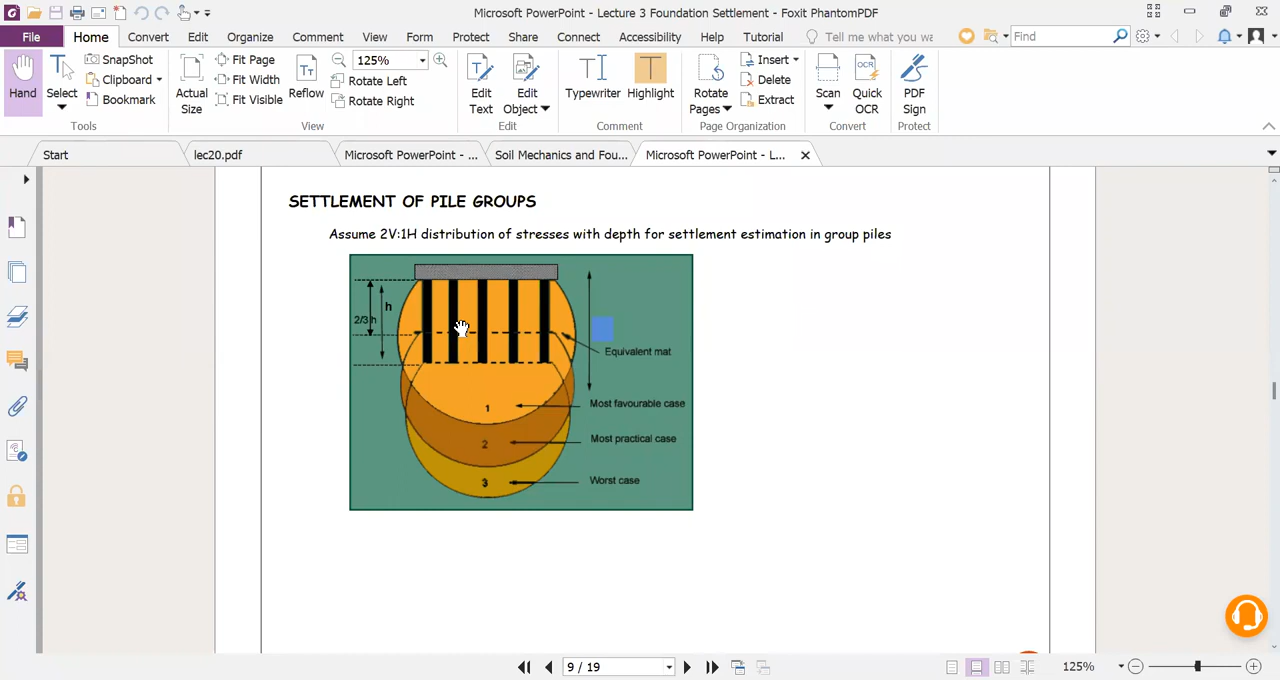 Microsoft PowerPoint - Lecture 3 Foundation Settlement - Foxit PhantomPDF
File Home Convert Edit Organize Comment View Form Protect Share Connect Accessibility Help Tutorial Tell me what you wa Find
Hand
Select
SnapShot
Clipboard
Bookmark
Tools
Actual Size
Fit Page
Fit Width
Fit Visible
Reflow
125%
Rotate Left
Rotate Right
View
Edit Text
Edit Object
Edit
Typewriter
Highlight
Comment
Rotate Pages
Insert
Delete
Extract
Page Organization
Scan
OCR
Quick OCR
Convert
PDF Sign
Protect
Start lec20.pdf Microsoft PowerPoint - ... Soil Mechanics and Fou... Microsoft PowerPoint - L...
SETTLEMENT OF PILE GROUPS
Assume 2V:1H distribution of stresses with depth for settlement estimation in group piles
h
2/3 h
Equivalent mat
1 Most favourable case
2 Most practical case
3 Worst case
9 / 19 125%